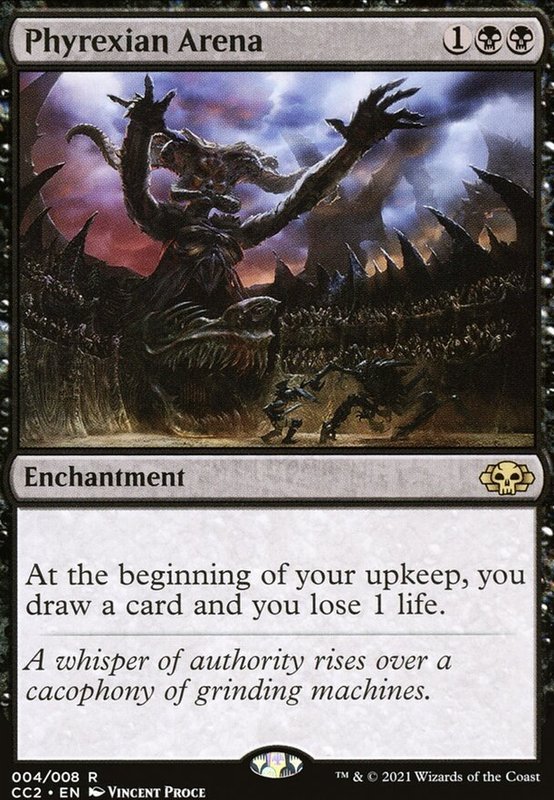 Phyrexian Arena 1
Enchantment
At the beginning of your upkeep, you
draw a card and you lose 1 life.
A whisper of authority rises over a
cacophony of grinding machines.
004/008 R
CC2 • EN Vincent Proce
™ & © 2021 Wizards of the Coast